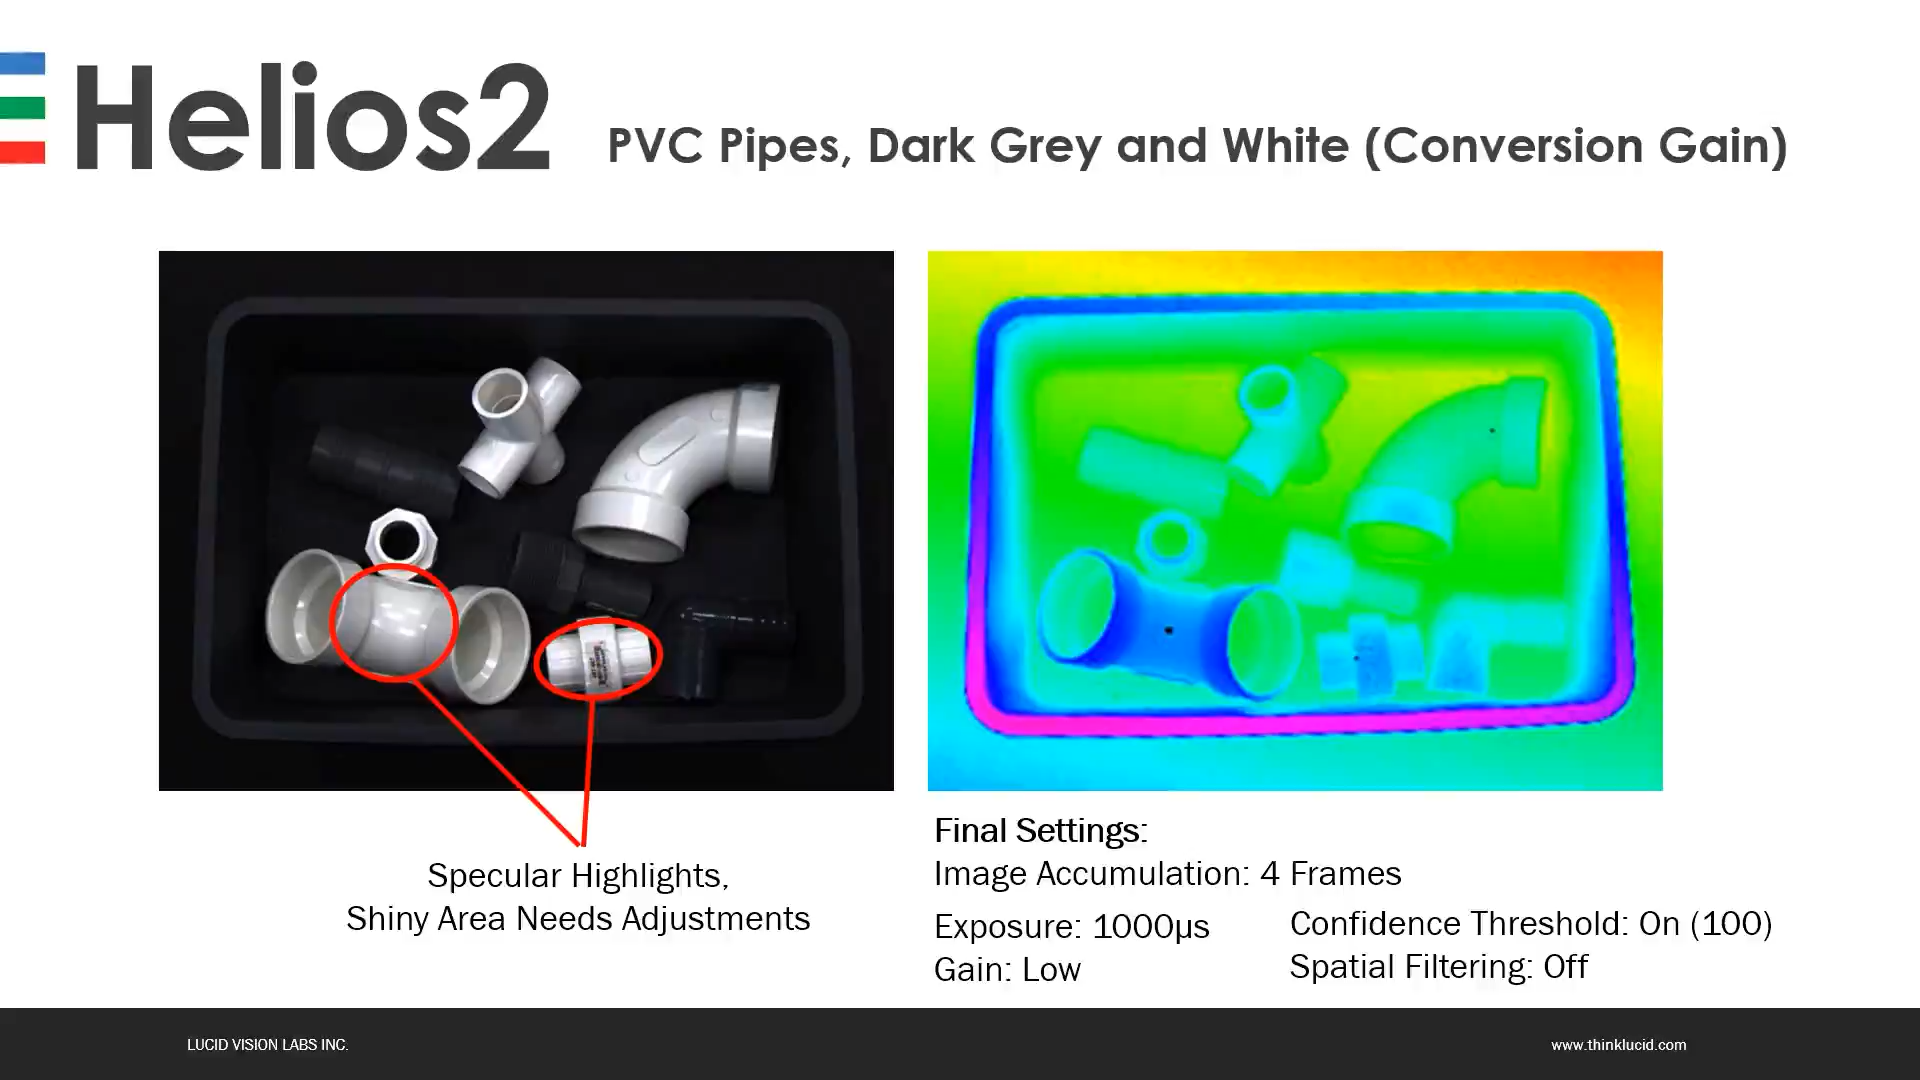 Helios2
PVC Pipes, Dark Grey and White (Conversion Gain)
Specular Highlights,
Shiny Area Needs Adjustments
Final Settings:
Image Accumulation: 4 Frames
Exposure: 1000µs
Gain: Low
Confidence Threshold: On (100)
Spatial Filtering: Off
LUCID VISION LABS INC.
www.thinklucid.com